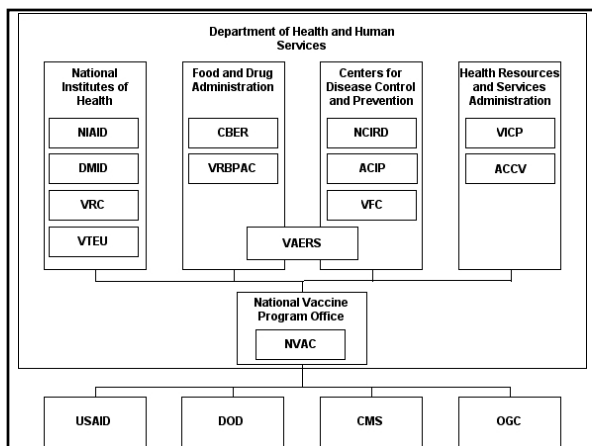 Department of Health and Human
Services
National
Institutes of
Health
NIAID
DMID
VRC
VTEU
Food and Drug
Administration
CBER
VRBPAC
Centers for
Disease Control
and Prevention
NCIRD
ACIP
VFC
VAERS
Health Resources
and Services
Administration
VICP
ACCV
National Vaccine
Program Office
NVAC
USAID
DOD
CMS
OGC